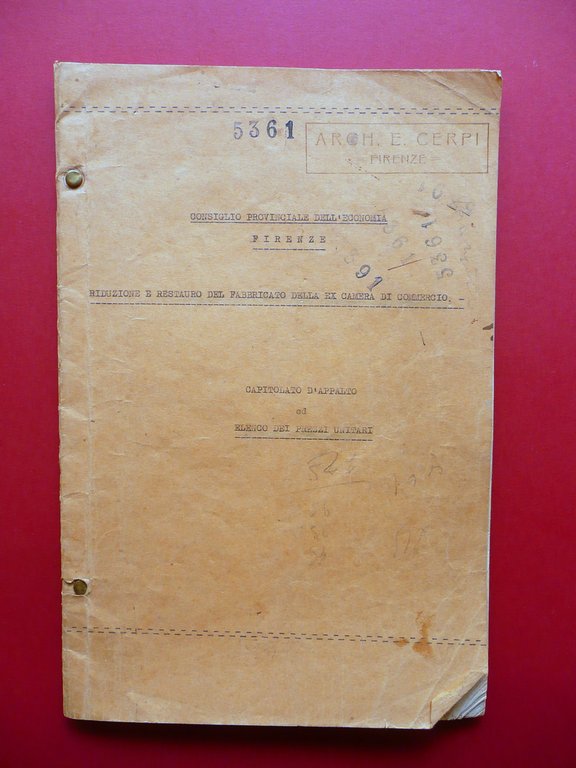 5361
ARCH. E. CERPI
FIRENZE
CONSIGLIO PROVINCIALE DELL'ECONOMIA
FIRENZE
RIDUZIONE E RESTAURO DEL FABBRICATO DELLA EX CAMERA DI COMMERCIO. -
CAPITOLATO D'APPALTO
ed
ELENCO DEI PREZZI UNITARI